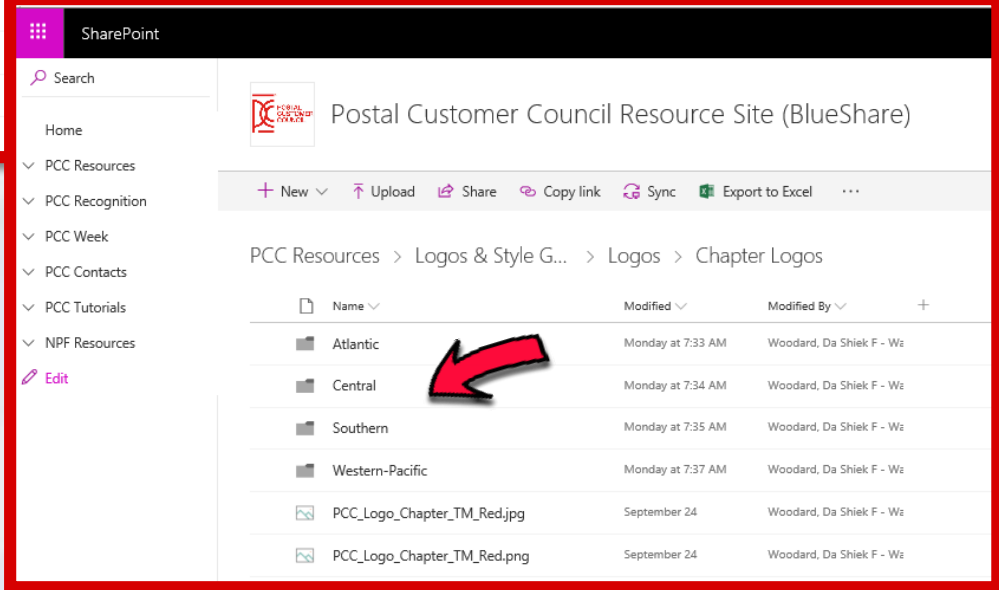 SharePoint
Search
Home
PCC Resources
PCC Recognition
PCC Week
PCC Contacts
PCC Tutorials
NPF Resources
Edit
POSTAL
CUSTOMER
COUNCIL
Postal Customer Council Resource Site (BlueShare)
New Upload Share Copy link Sync Export to Excel ...
PCC Resources > Logos & Style G... > Logos > Chapter Logos
Name Modified Modified By +
Atlantic Monday at 7:33 AM Woodard, Da Shiek F - Wa
Central Monday at 7:34 AM Woodard, Da Shiek F - Wa
Southern Monday at 7:35 AM Woodard, Da Shiek F - Wa
Western-Pacific Monday at 7:37 AM Woodard, Da Shiek F - Wa
PCC_Logo_Chapter_TM_Red.jpg September 24 Woodard, Da Shiek F - Wa
PCC_Logo_Chapter_TM_Red.png September 24 Woodard, Da Shiek F - Wa